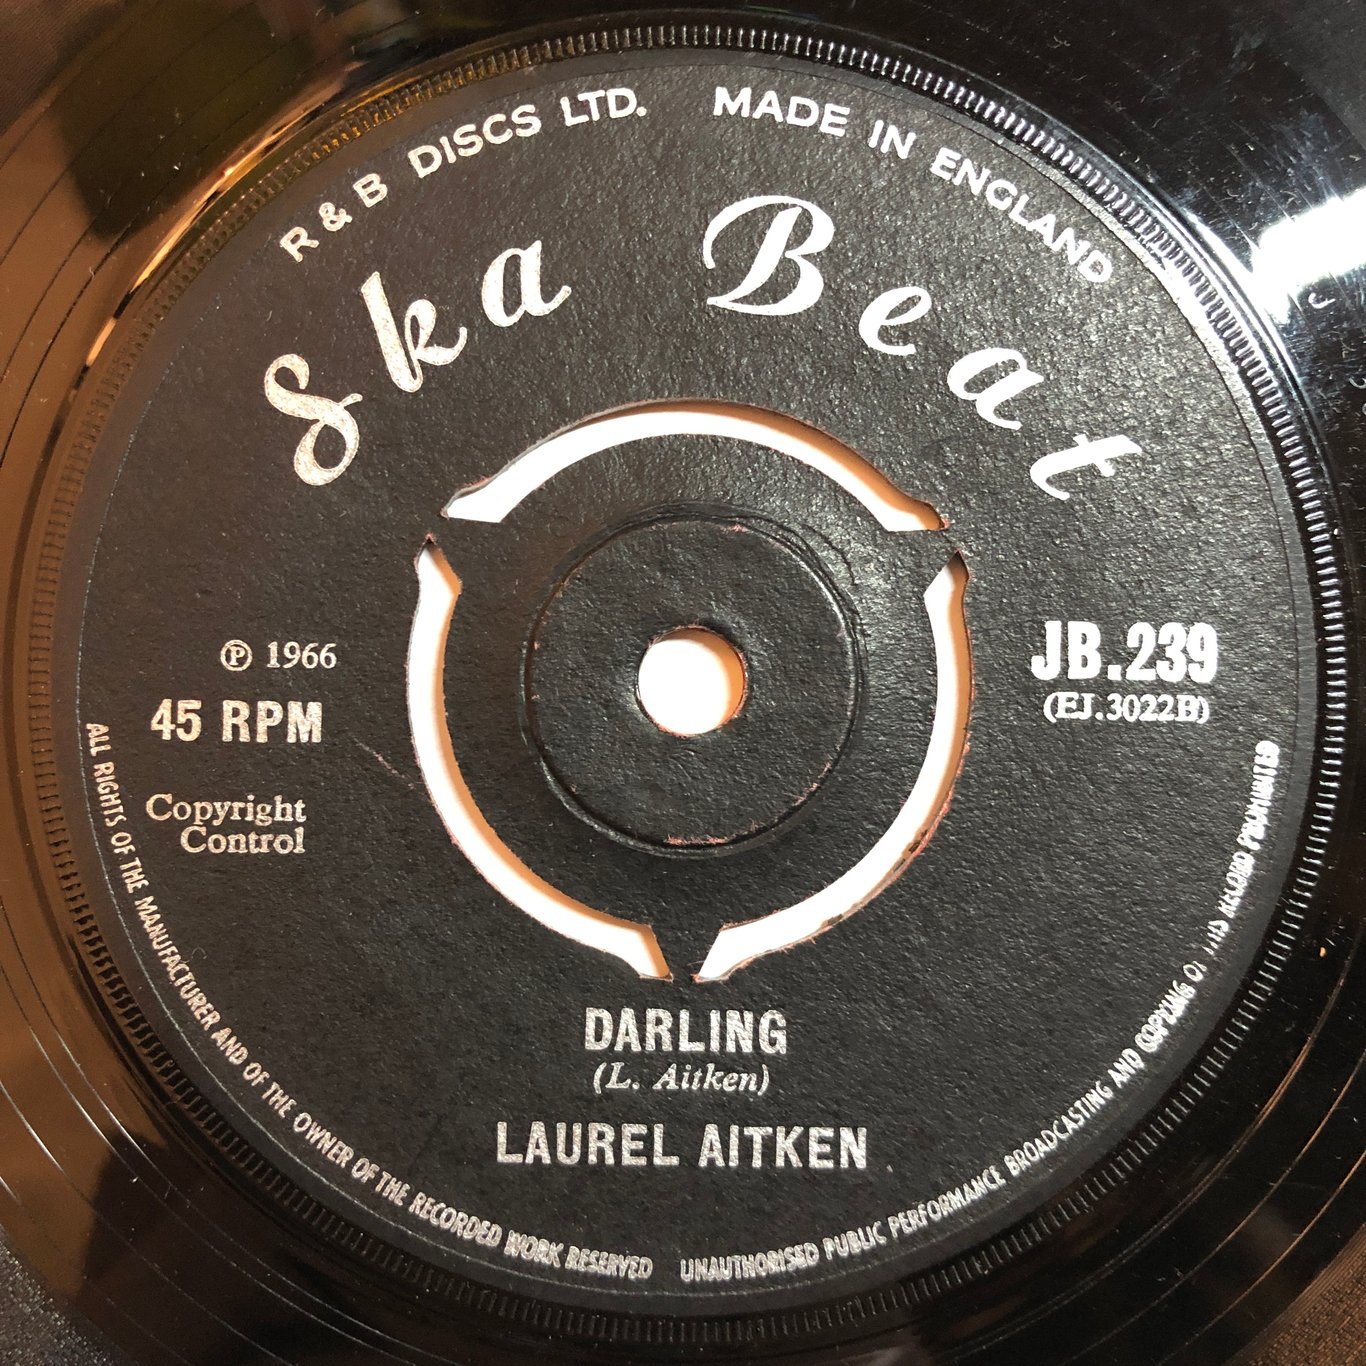 R & B DISCS LTD. MADE IN ENGLAND
Ska Beat
℗ 1966
45 RPM
Copyright
Control
JB.239
(EJ.3022B)
DARLING
(L. Aitken)
LAUREL AITKEN
ALL RIGHTS OF THE MANUFACTURER AND OF THE OWNER OF THE RECORDED WORK RESERVED
UNAUTHORISED PUBLIC PERFORMANCE BROADCASTING AND COPYING RECORD PROHIBITED